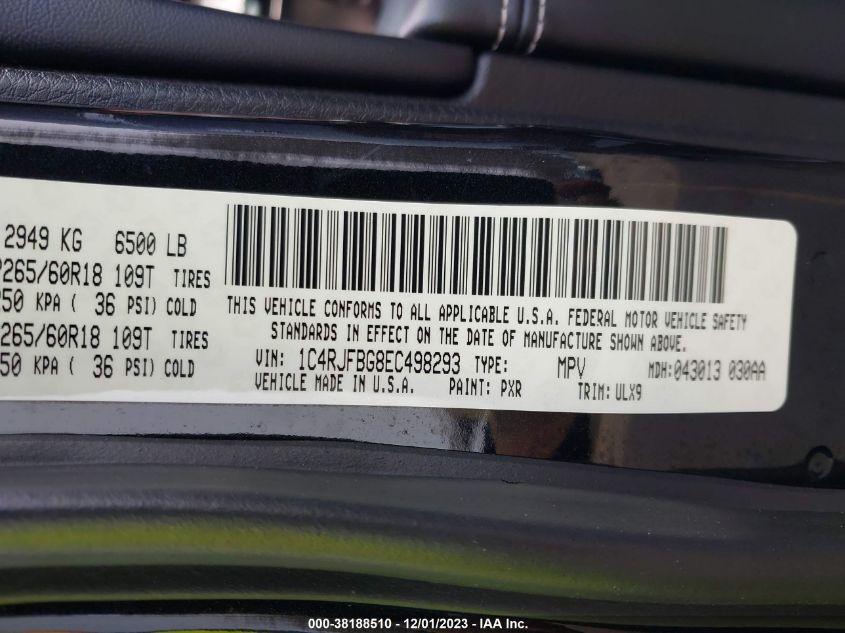 2949 KG 6500 LB
265/60R18 109T TIRES
50 KPA ( 36 PSI) COLD
265/60R18 109T TIRES
50 KPA ( 36 PSI) COLD
THIS VEHICLE CONFORMS TO ALL APPLICABLE U.S.A. FEDERAL MOTOR VEHICLE SAFETY
STANDARDS IN EFFECT ON THE DATE OF MANUFACTURE SHOWN ABOVE.
VIN: 1C4RJFBG8EC498293 TYPE: MPV MDH:043013 030AA
VEHICLE MADE IN U.S.A. PAINT: PXR TRIM:ULX9
000-38188510 - 12/01/2023 - IAA Inc.